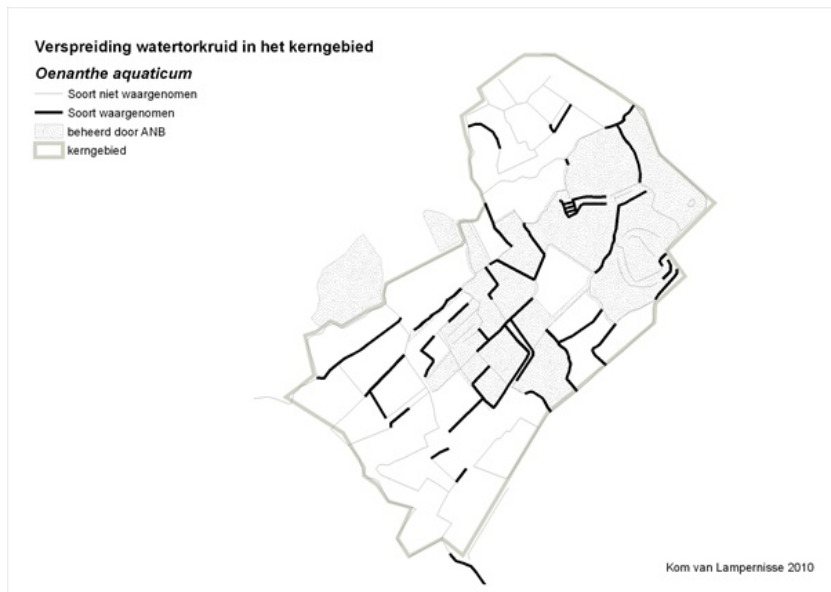 Verspreiding watertorkruid in het kerngebied
Oenanthe aquaticum
Soort niet waargenomen
Soort waargenomen
beheerd door ANB
kerngebied
Kom van Lampernisse 2010